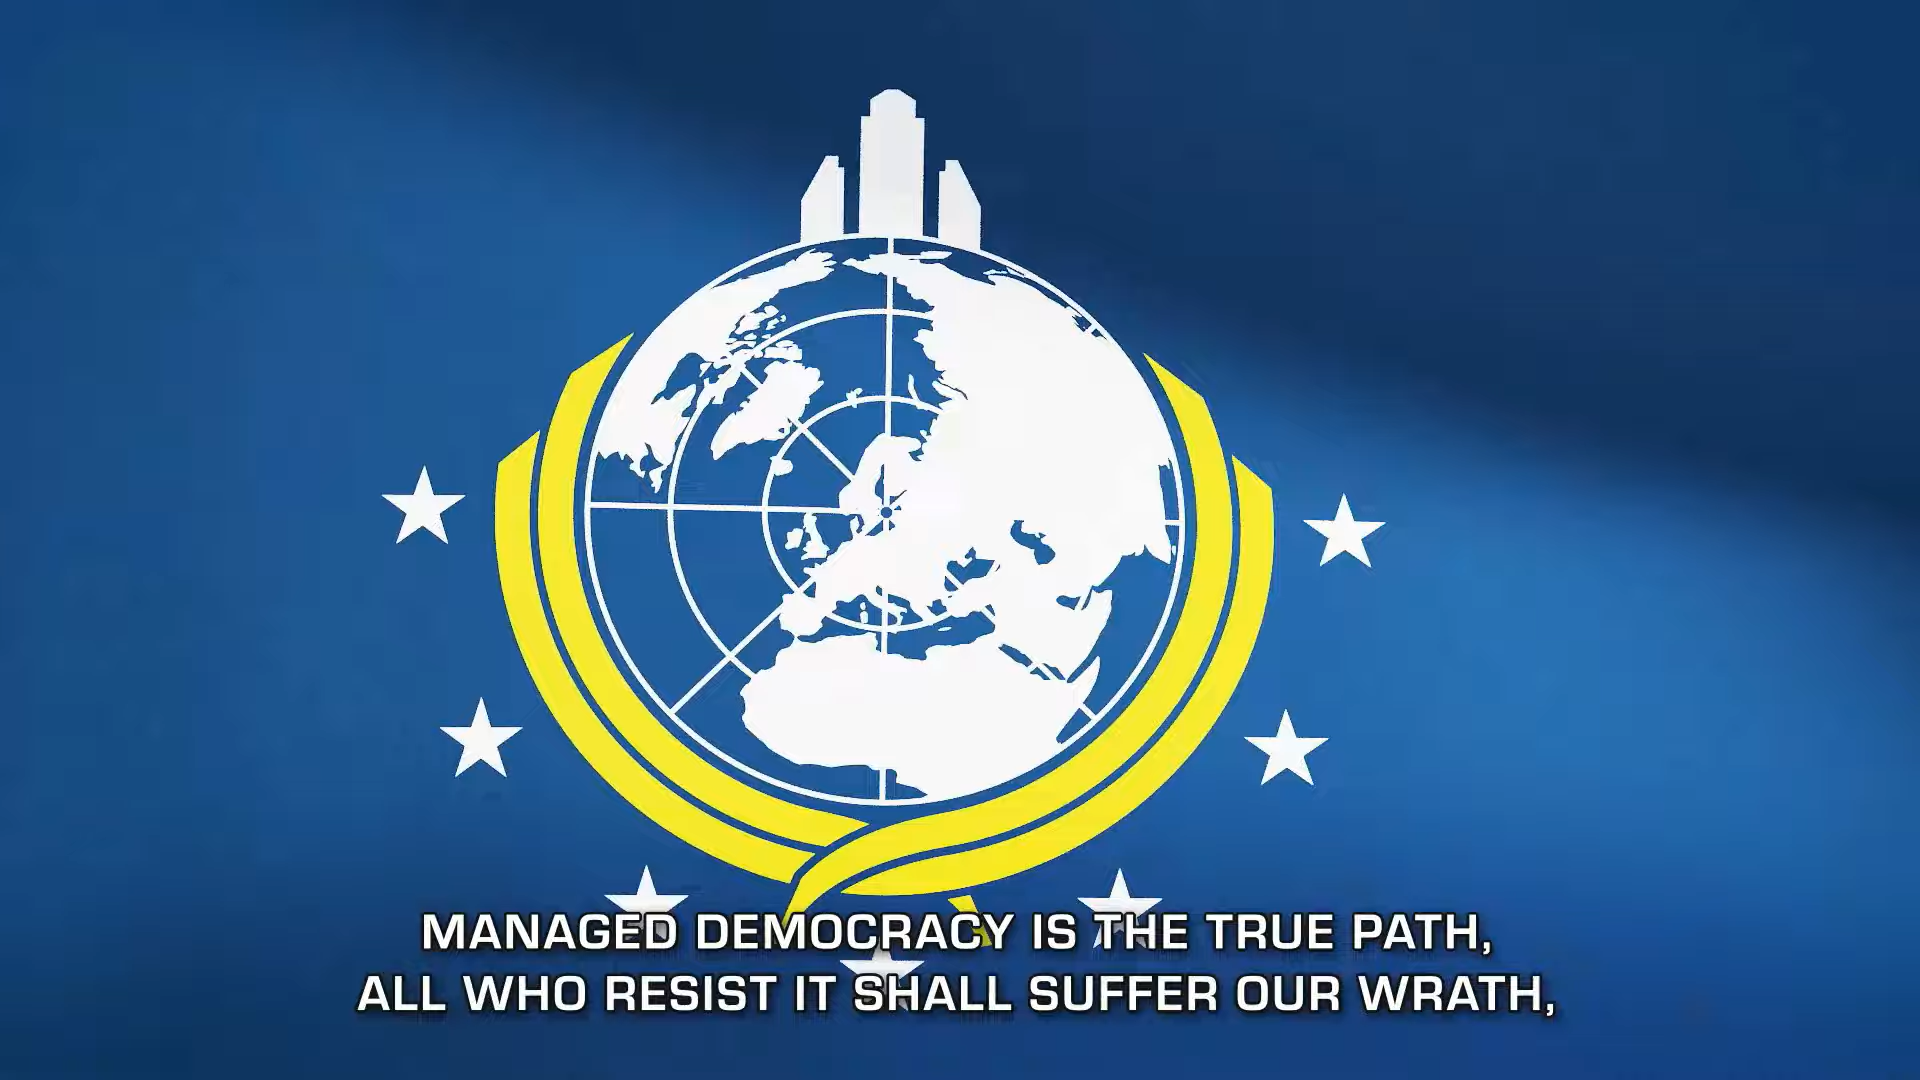 MANAGED DEMOCRACY IS THE TRUE PATH,
ALL WHO RESIST IT SHALL SUFFER OUR WRATH,